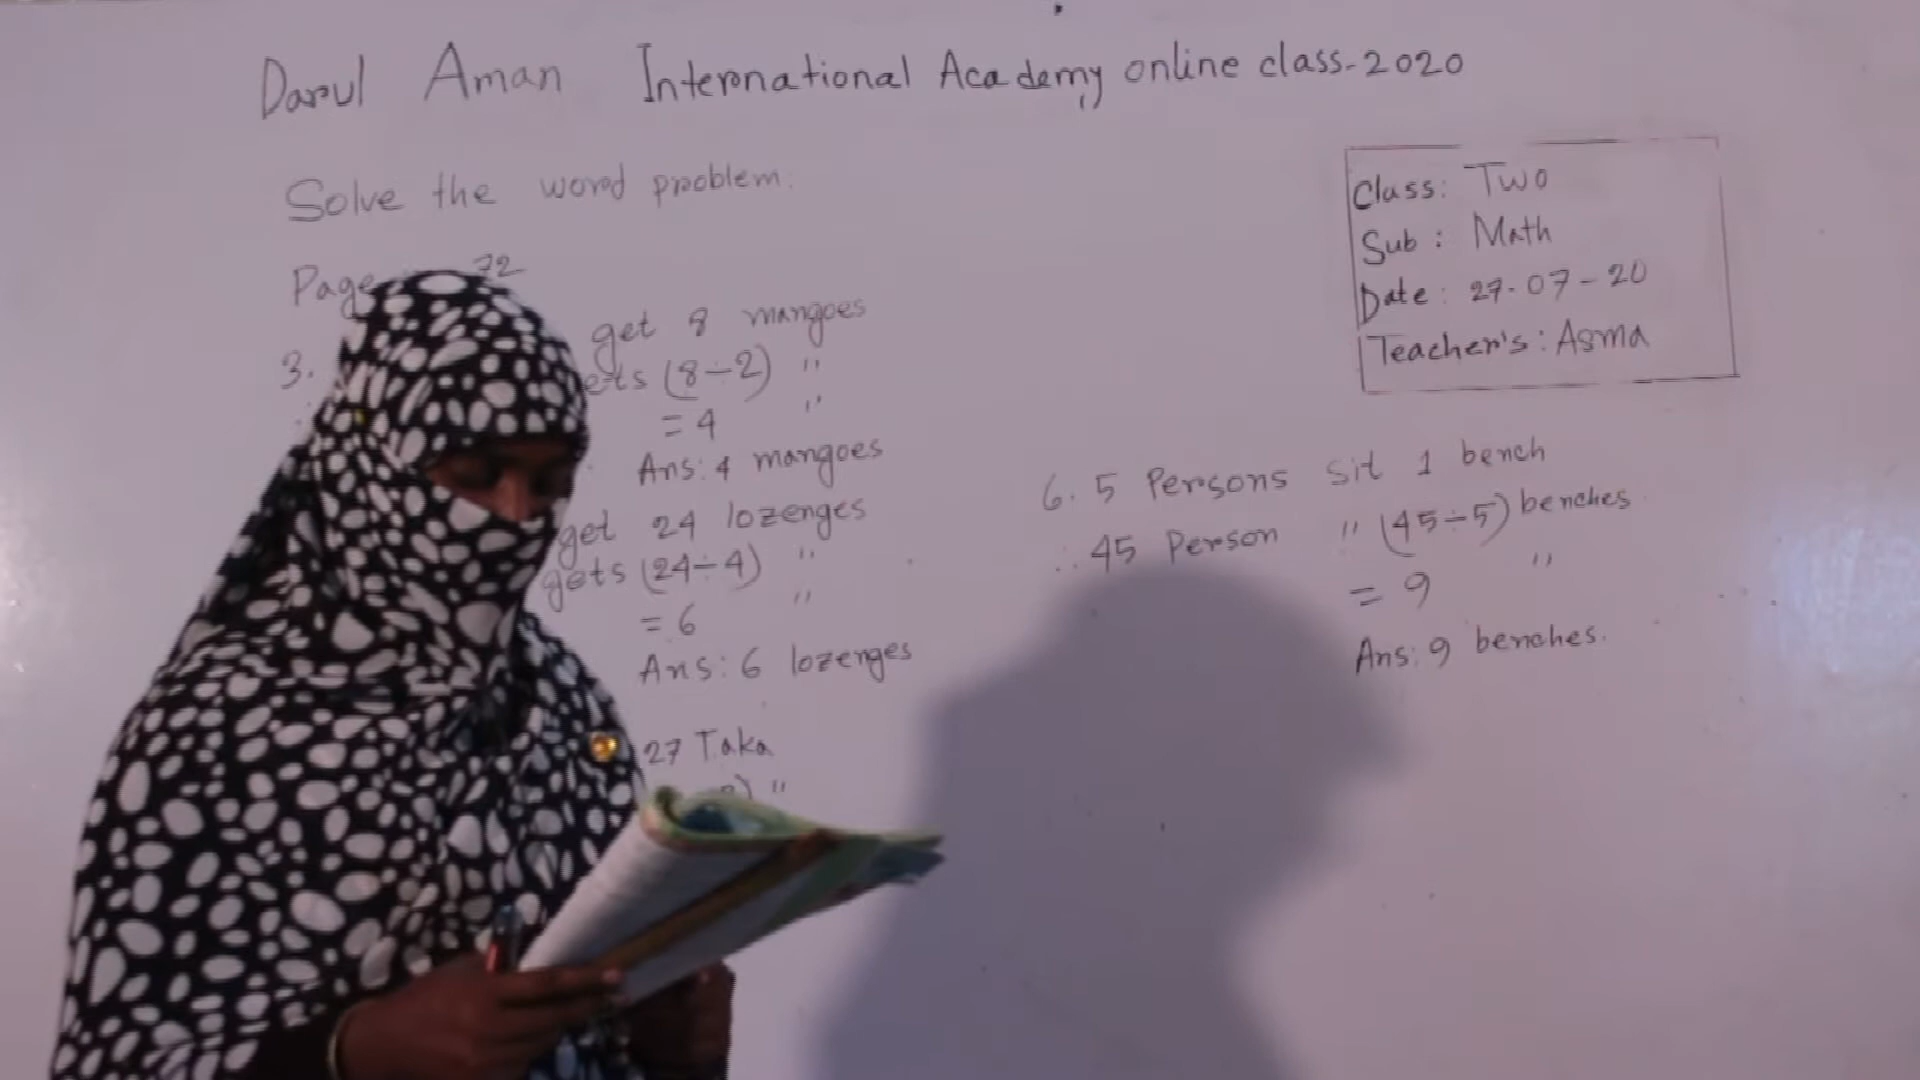 Darul Aman International Academy online class-2020
Solve the word problem.
Page 72
3. get 8 mangoes
ets (8÷2) "
= 4 "
Ans: 4 mangoes
get 24 lozenges
gets (24÷4) "
= 6 "
Ans: 6 lozenges
27 Taka
) "
Class: Two
Sub : Math
Date : 27-07-20
Teacher's : Asma
6. 5 Persons sit 1 bench
∴ 45 Person " (45÷5) benches
= 9 "
Ans: 9 benches.